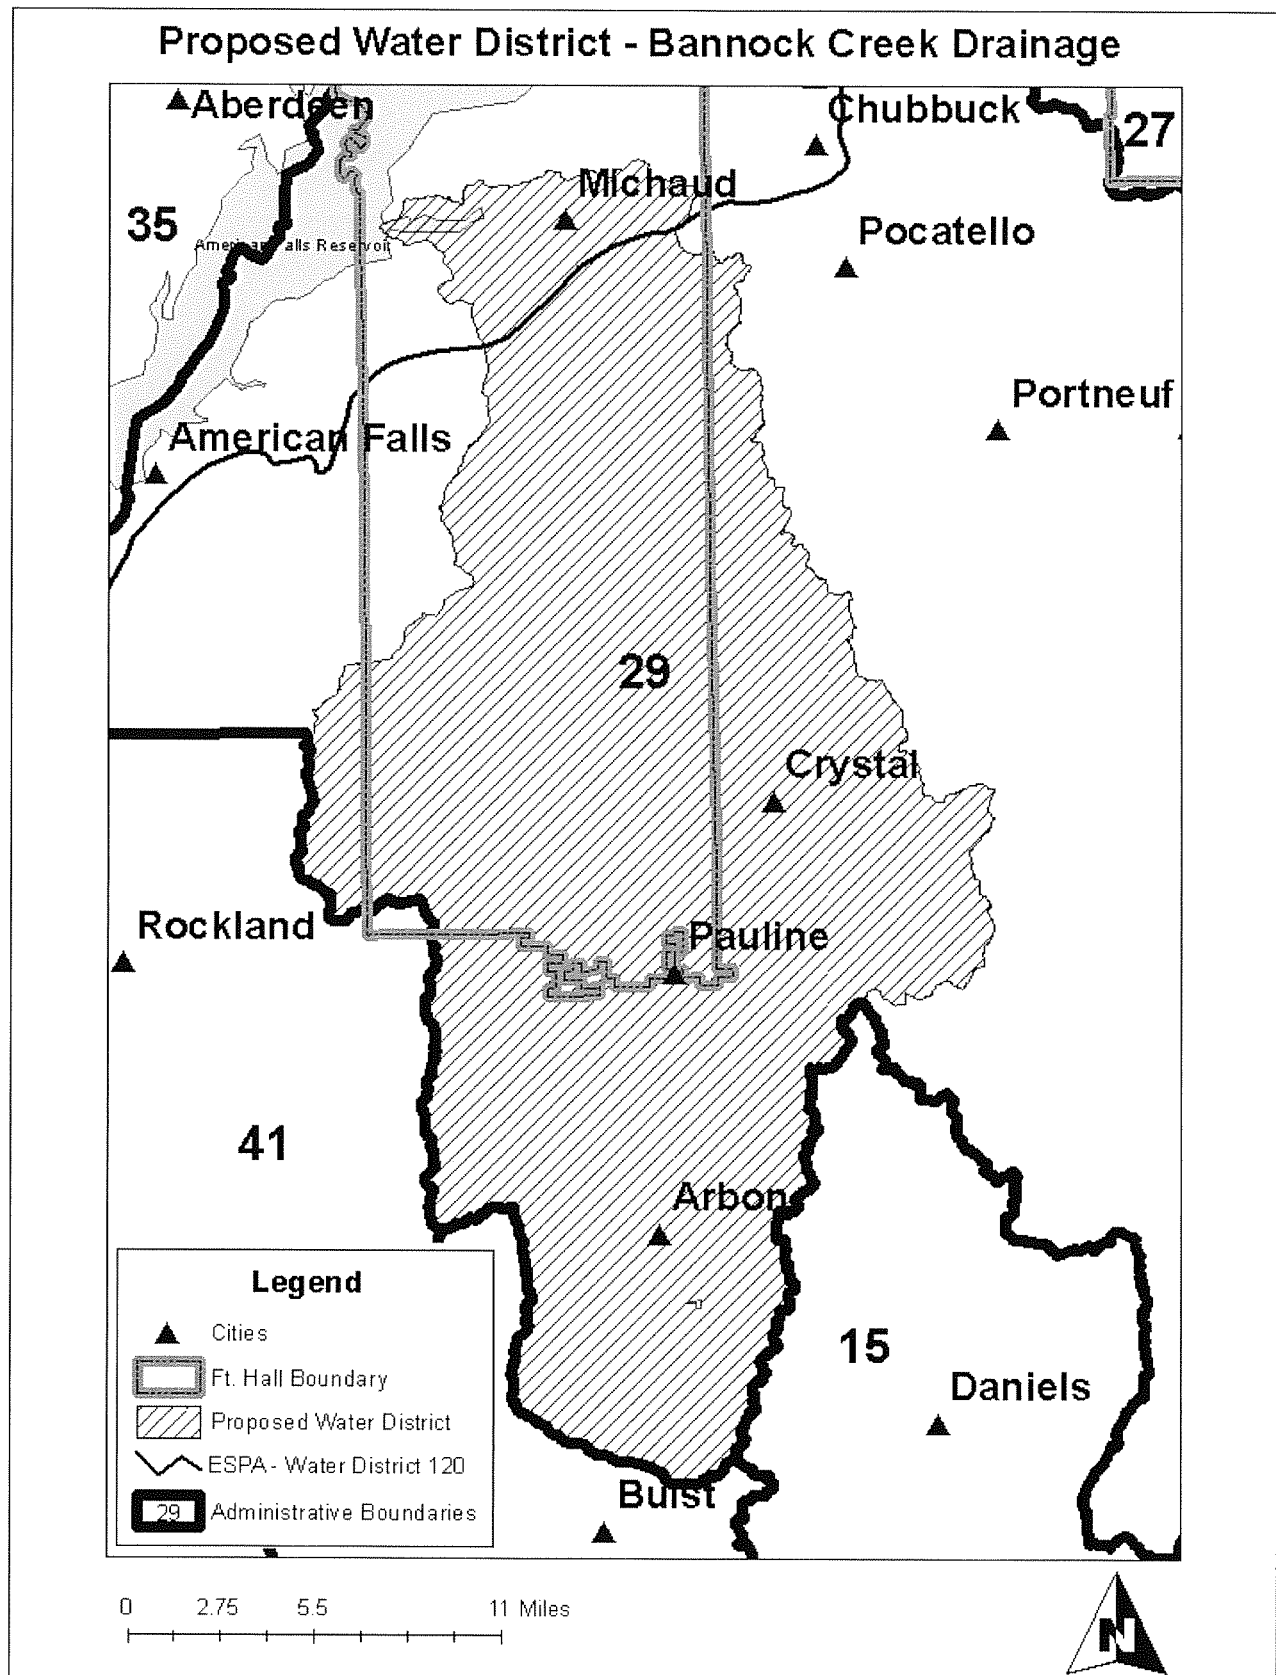 Proposed Water District - Bannock Creek Drainage
Aberdeen
Chubbuck
27
Michaud
35
American Falls Reservoir
Pocatello
Portneuf
American Falls
29
Crystal
Rockland
Pauline
41
Arbon
15
Daniels
Buist
Legend
Cities
Ft. Hall Boundary
Proposed Water District
ESPA - Water District 120
29 Administrative Boundaries
0 2.75 5.5 11 Miles
N